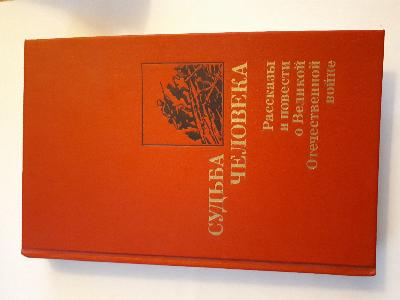 СУДЬБА
ЧЕЛОВЕКА
Рассказы
и повести
о Великой
Отечественной
войне